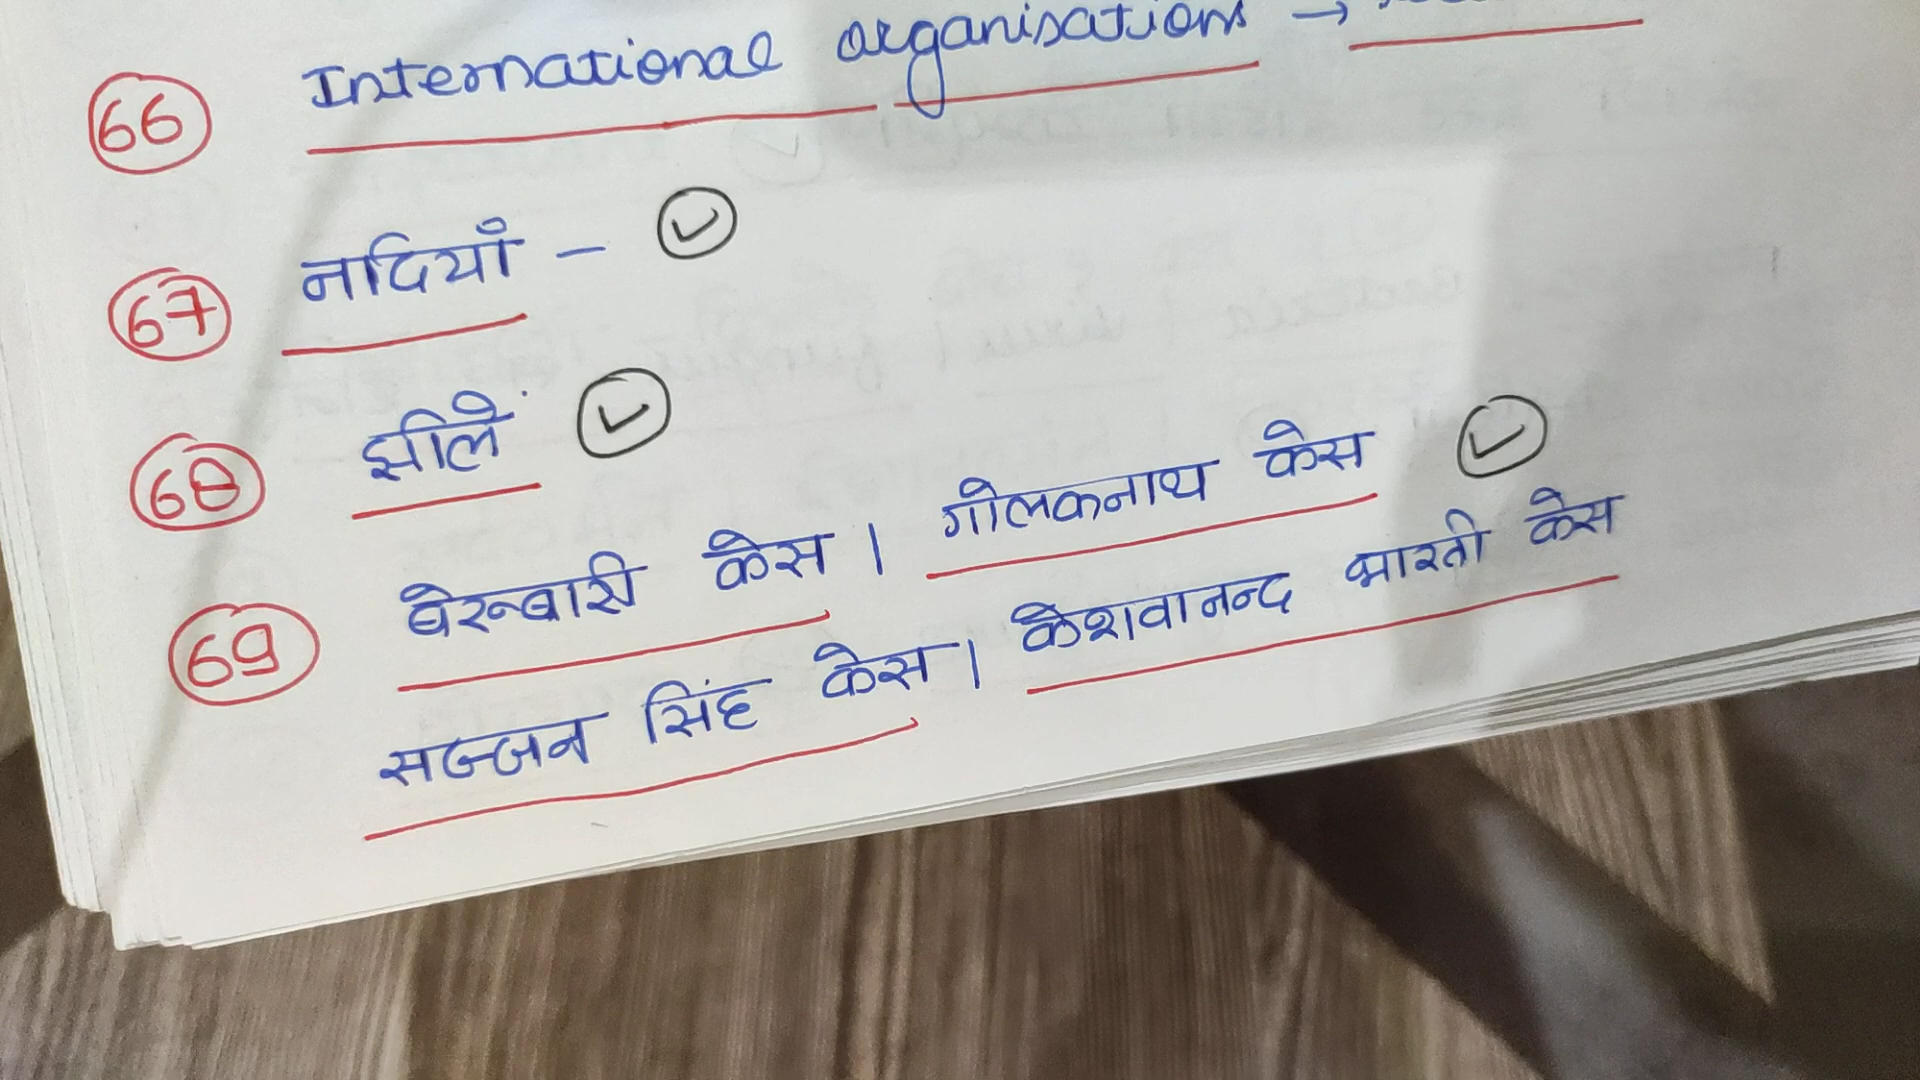 66 International organisations →
67 नदियाँ -
68 झीलें
69 बेरूबारी केस | गोलकनाथ केस
सज्जन सिंह केस | केशवानन्द भारती केस